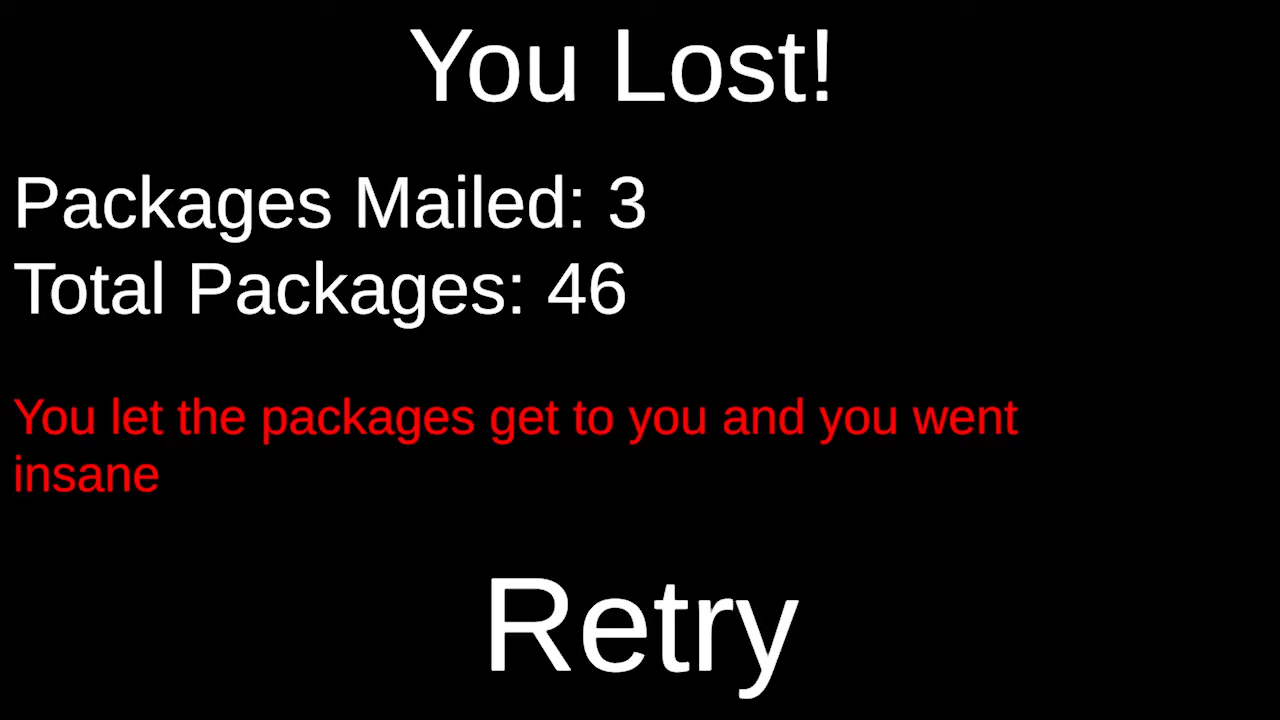 You Lost!
Packages Mailed: 3
Total Packages: 46
You let the packages get to you and you went
insane
Retry